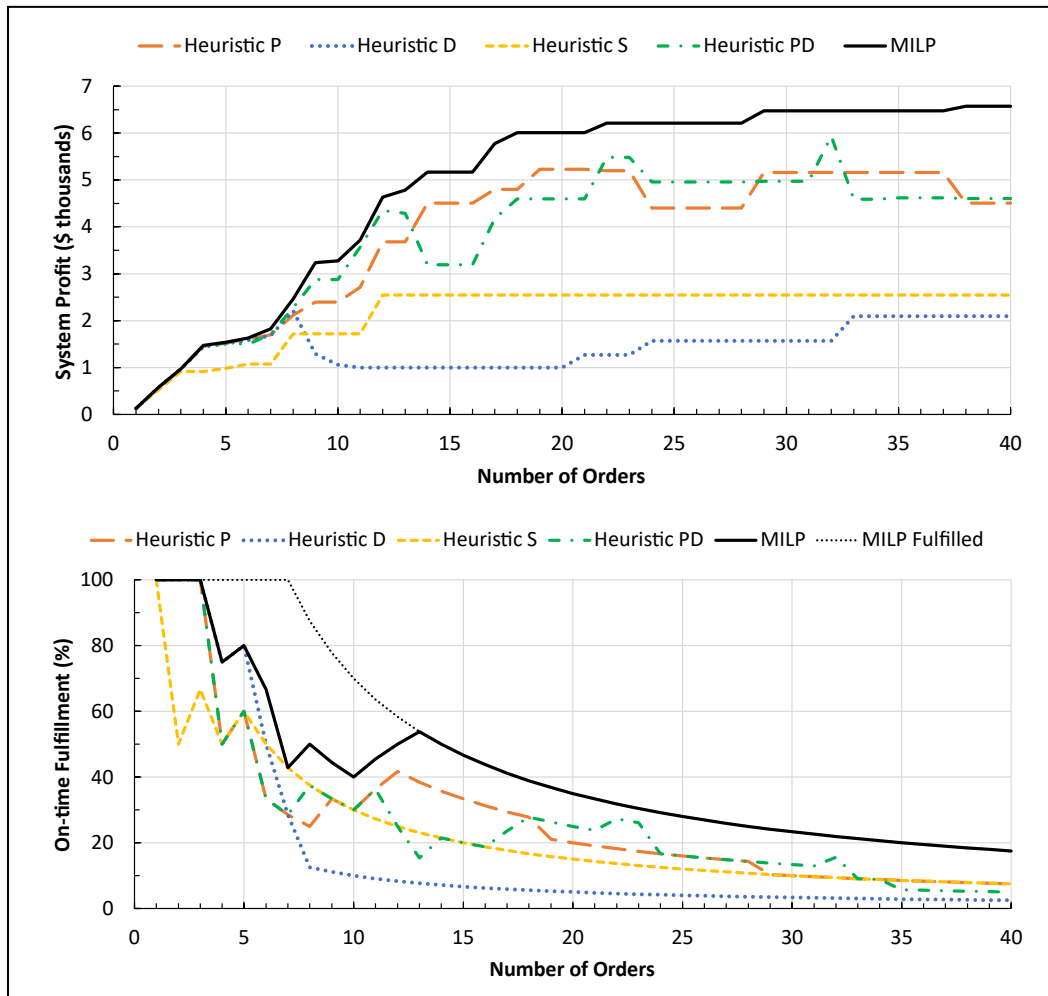 Heuristic P Heuristic D Heuristic S Heuristic PD MILP
7
6
5
4
3
2
1
0
System Profit ($ thousands)
0 5 10 15 20 25 30 35 40
Number of Orders
Heuristic P Heuristic D Heuristic S Heuristic PD MILP MILP Fulfilled
100
80
60
40
20
0
On-time Fulfillment (%)
0 5 10 15 20 25 30 35 40
Number of Orders